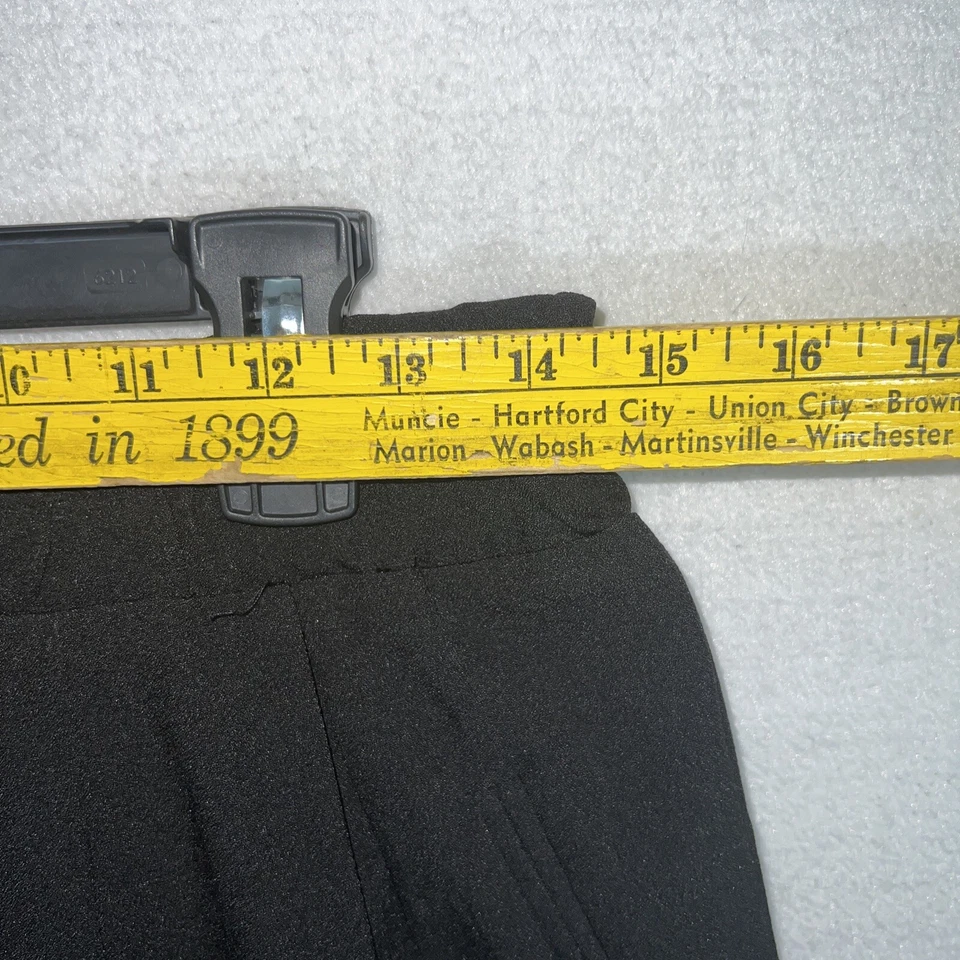 11 12 13 14 15 16 17
ed in 1899
Muncie - Hartford City - Union City - Brown
Marion - Wabash - Martinsville - Winchester